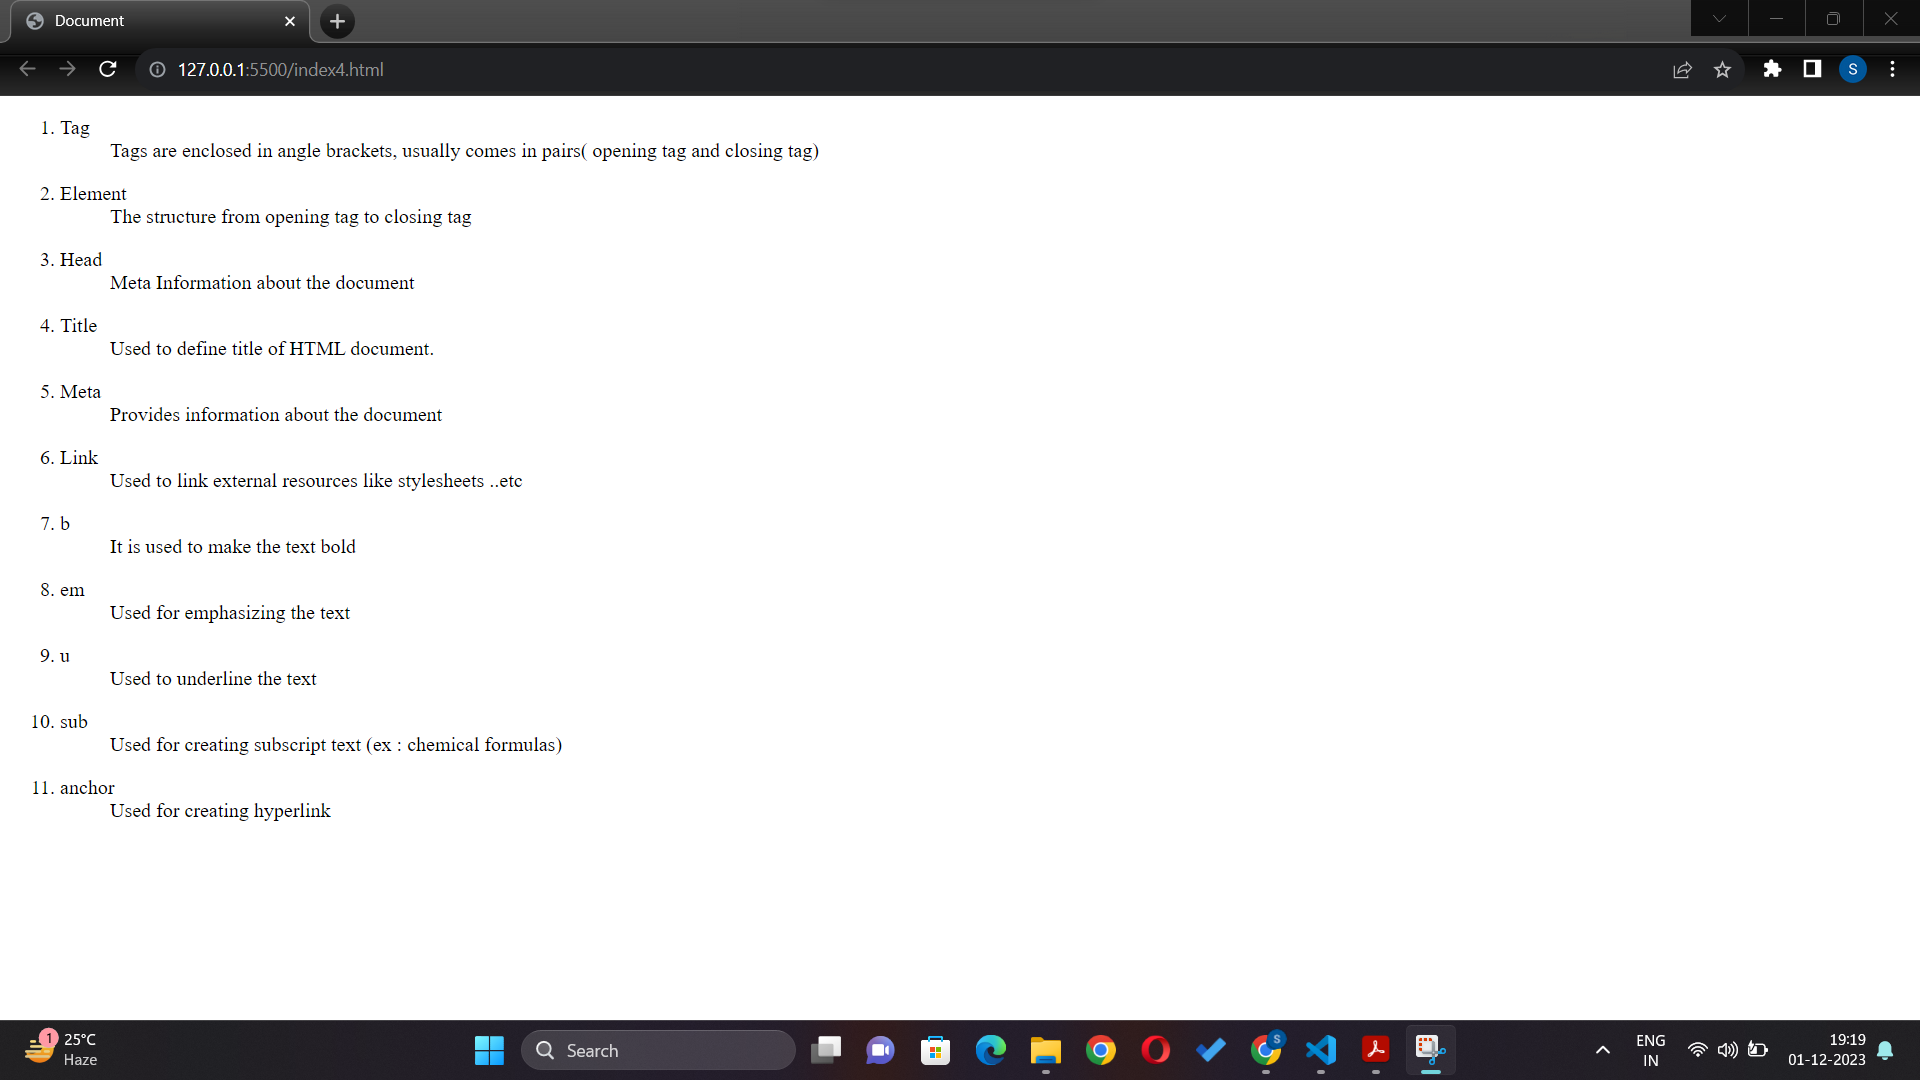 Document
127.0.0.1:5500/index4.html
S
1. Tag
Tags are enclosed in angle brackets, usually comes in pairs( opening tag and closing tag)
2. Element
The structure from opening tag to closing tag
3. Head
Meta Information about the document
4. Title
Used to define title of HTML document.
5. Meta
Provides information about the document
6. Link
Used to link external resources like stylesheets ..etc
7. b
It is used to make the text bold
8. em
Used for emphasizing the text
9. u
Used to underline the text
10. sub
Used for creating subscript text (ex : chemical formulas)
11. anchor
Used for creating hyperlink
1
25°C
Haze
Search
S
ENG
IN
19:19
01-12-2023